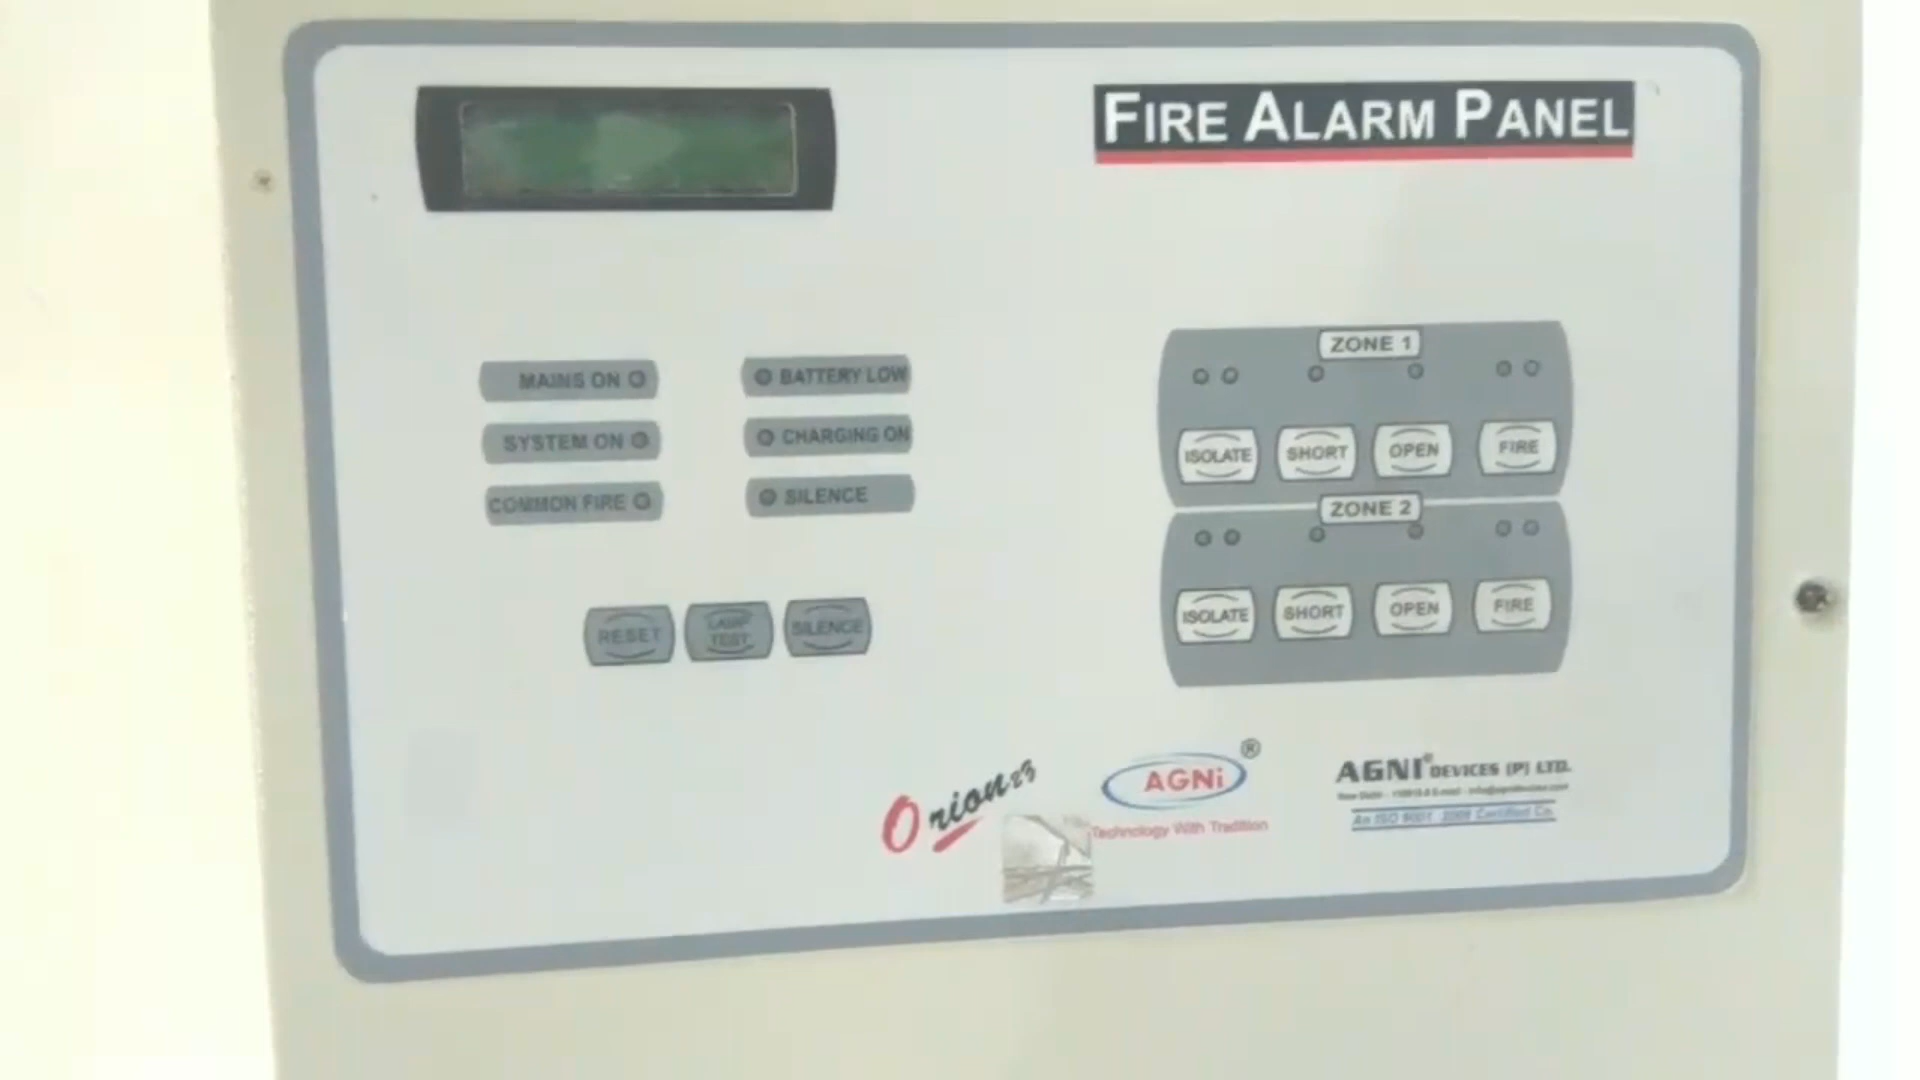 FIRE ALARM PANEL
MAINS ON
SYSTEM ON
COMMON FIRE
BATTERY LOW
CHARGING ON
SILENCE
RESET
LAMP
TEST
SILENCE
ZONE 1
ISOLATE
SHORT
OPEN
FIRE
ZONE 2
ISOLATE
SHORT
OPEN
FIRE
Orion 23
AGNi ®
Technology With Tradition
AGNI® DEVICES (P) LTD.
An ISO 9001 2008 Certified Co.